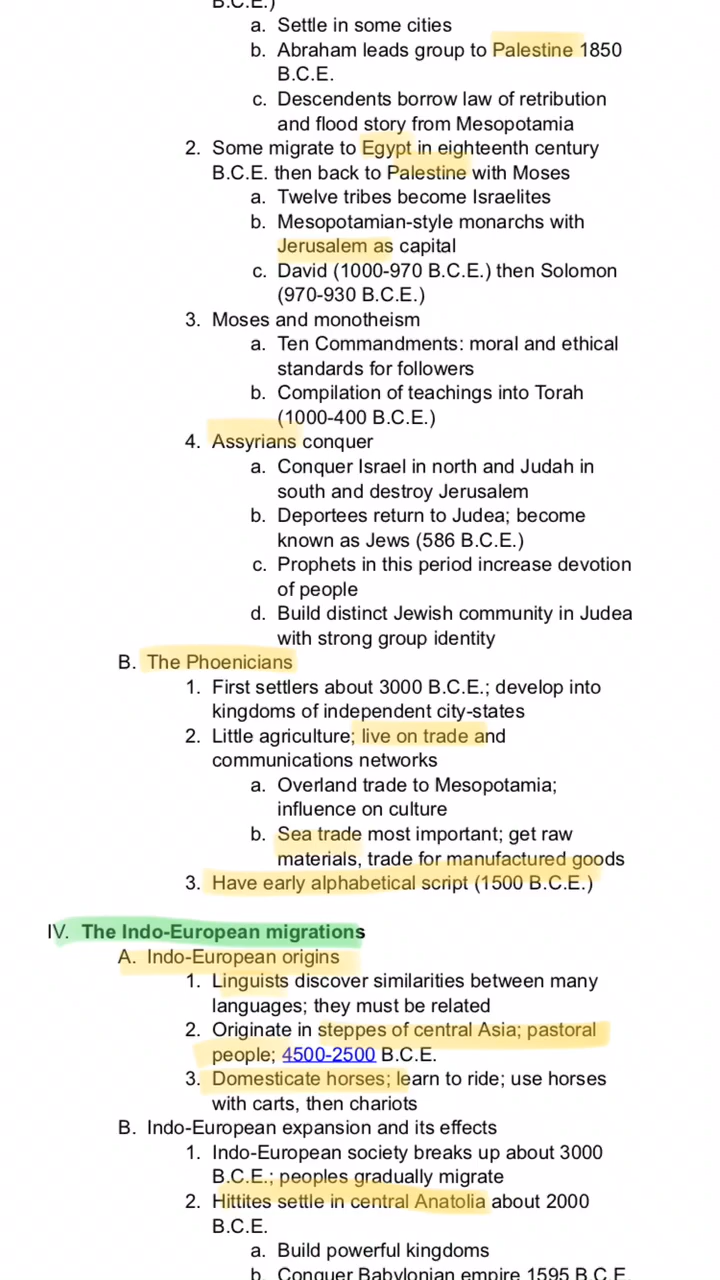 B.C.E.)
a. Settle in some cities
b. Abraham leads group to Palestine 1850
B.C.E.
c. Descendents borrow law of retribution
and flood story from Mesopotamia
2. Some migrate to Egypt in eighteenth century
B.C.E. then back to Palestine with Moses
a. Twelve tribes become Israelites
b. Mesopotamian-style monarchs with
Jerusalem as capital
c. David (1000-970 B.C.E.) then Solomon
(970-930 B.C.E.)
3. Moses and monotheism
a. Ten Commandments: moral and ethical
standards for followers
b. Compilation of teachings into Torah
(1000-400 B.C.E.)
4. Assyrians conquer
a. Conquer Israel in north and Judah in
south and destroy Jerusalem
b. Deportees return to Judea; become
known as Jews (586 B.C.E.)
c. Prophets in this period increase devotion
of people
d. Build distinct Jewish community in Judea
with strong group identity
B. The Phoenicians
1. First settlers about 3000 B.C.E.; develop into
kingdoms of independent city-states
2. Little agriculture; live on trade and
communications networks
a. Overland trade to Mesopotamia;
influence on culture
b. Sea trade most important; get raw
materials, trade for manufactured goods
3. Have early alphabetical script (1500 B.C.E.)
IV. The Indo-European migrations
A. Indo-European origins
1. Linguists discover similarities between many
languages; they must be related
2. Originate in steppes of central Asia; pastoral
people; 4500-2500 B.C.E.
3. Domesticate horses; learn to ride; use horses
with carts, then chariots
B. Indo-European expansion and its effects
1. Indo-European society breaks up about 3000
B.C.E.; peoples gradually migrate
2. Hittites settle in central Anatolia about 2000
B.C.E.
a. Build powerful kingdoms
b. Conquer Babylonian empire 1595 B.C.E.